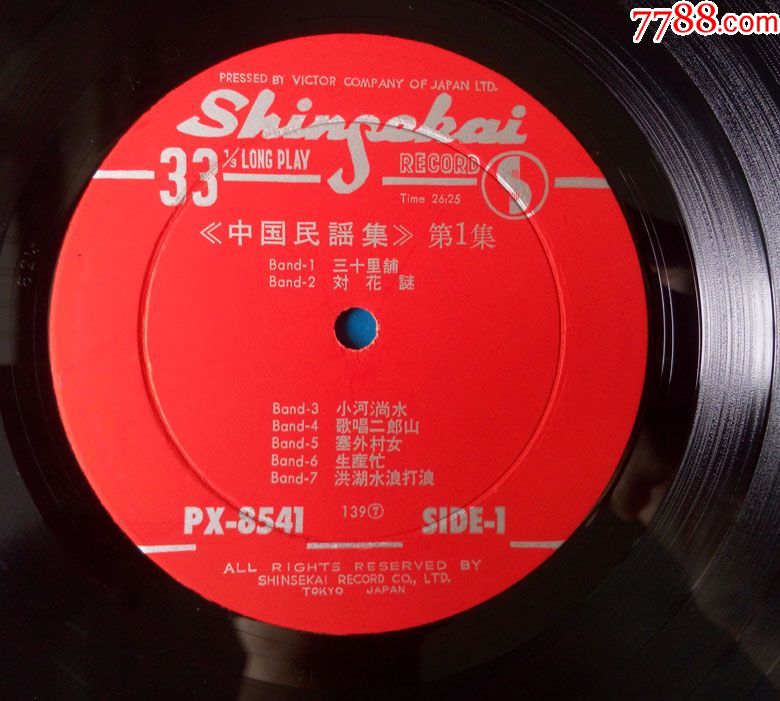 7788.com
PRESSED BY VICTOR COMPANY OF JAPAN LTD.
Shinsekai
33 1/3 LONG PLAY RECORD S
Time 26:25
《中国民謡集》第1集
Band-1 三十里舗
Band-2 対花謎
Band-3 小河淌水
Band-4 歌唱二郎山
Band-5 塞外村女
Band-6 生産忙
Band-7 洪湖水浪打浪
PX-8541 139⑦ SIDE-1
ALL RIGHTS RESERVED BY
SHINSEKAI RECORD CO., LTD.
TOKYO JAPAN